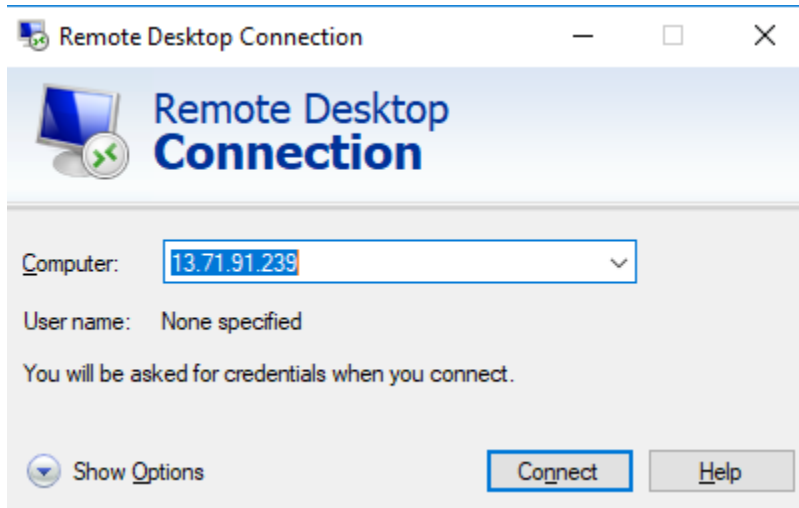 Remote Desktop Connection
Remote Desktop
Connection
Computer: 13.71.91.239
User name: None specified
You will be asked for credentials when you connect.
Show Options Connect Help